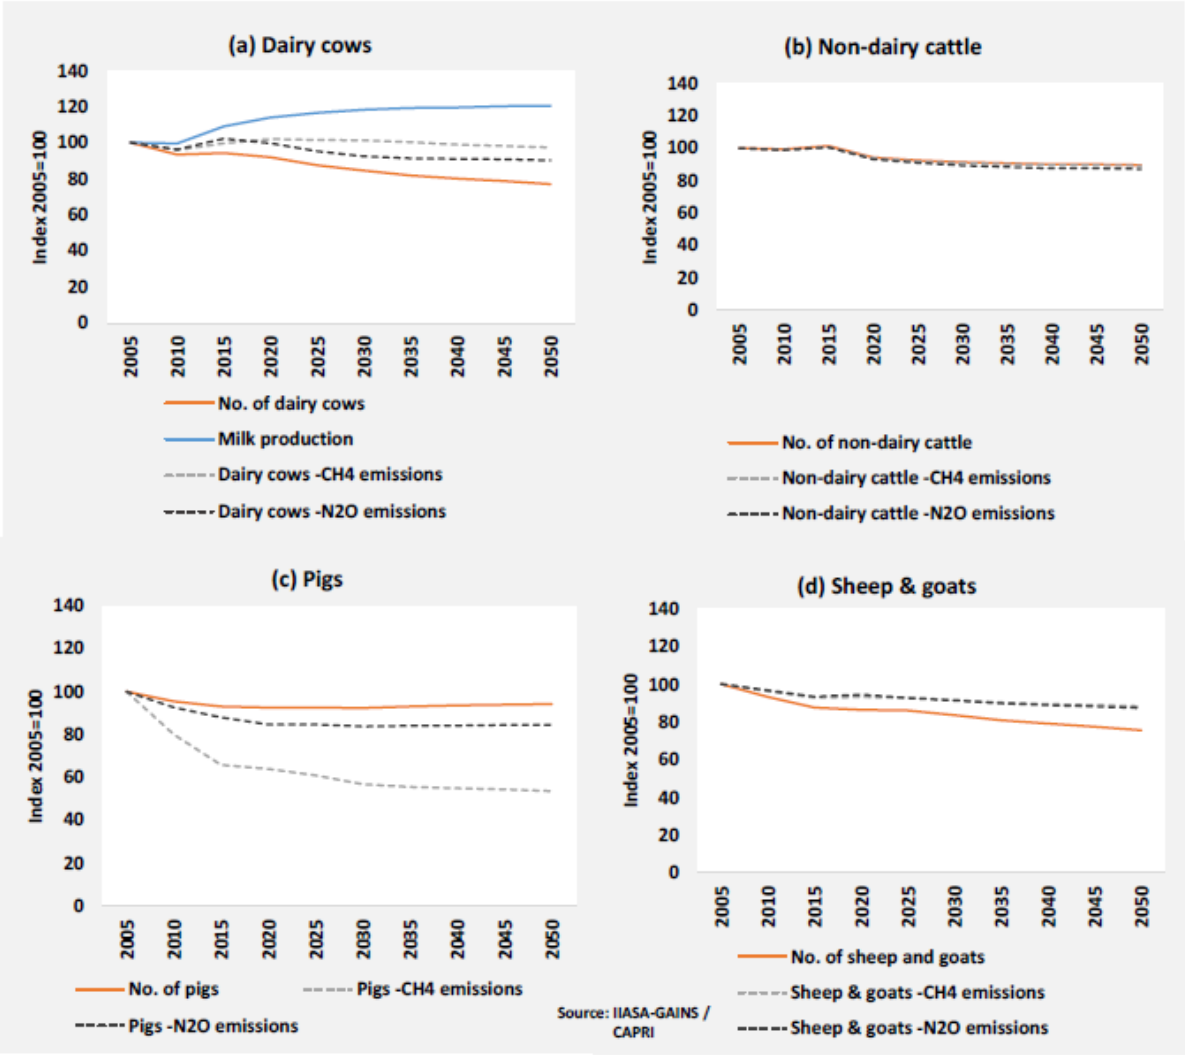 (a) Dairy cows
140
120
100
80
60
40
20
0
Index 2005=100
2005 2010 2015 2020 2025 2030 2035 2040 2045 2050
No. of dairy cows
Milk production
Dairy cows -CH4 emissions
Dairy cows -N2O emissions
(b) Non-dairy cattle
140
120
100
80
60
40
20
0
Index 2005=100
2005 2010 2015 2020 2025 2030 2035 2040 2045 2050
No. of non-dairy cattle
Non-dairy cattle -CH4 emissions
Non-dairy cattle -N2O emissions
(c) Pigs
140
120
100
80
60
40
20
0
Index 2005=100
2005 2010 2015 2020 2025 2030 2035 2040 2045 2050
No. of pigs
Pigs -CH4 emissions
Pigs -N2O emissions
(d) Sheep & goats
140
120
100
80
60
40
20
0
Index 2005=100
2005 2010 2015 2020 2025 2030 2035 2040 2045 2050
No. of sheep and goats
Sheep & goats -CH4 emissions
Sheep & goats -N2O emissions
Source: IIASA-GAINS /
CAPRI